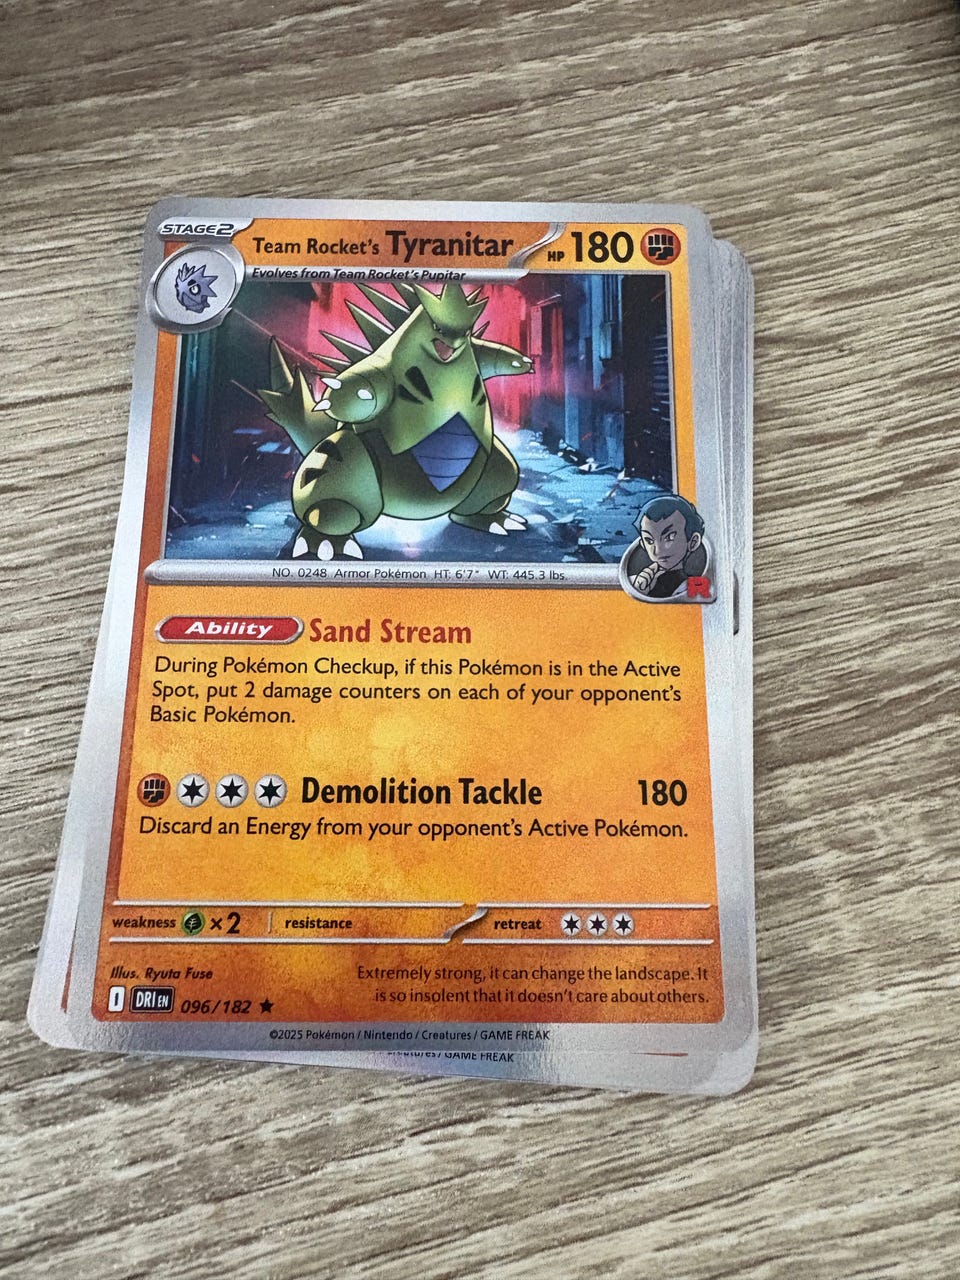 STAGE2
Team Rocket's Tyranitar HP 180
Evolves from Team Rocket's Pupitar
NO. 0248 Armor Pokémon HT: 6'7" WT: 445.3 lbs.
R
Ability Sand Stream
During Pokémon Checkup, if this Pokémon is in the Active
Spot, put 2 damage counters on each of your opponent's
Basic Pokémon.
Demolition Tackle 180
Discard an Energy from your opponent's Active Pokémon.
weakness ×2 resistance retreat
Illus. Ryuta Fuse
Extremely strong, it can change the landscape. It
is so insolent that it doesn't care about others.
I DRI EN 096/182 ★
©2025 Pokémon / Nintendo / Creatures / GAME FREAK
Creatures / GAME FREAK